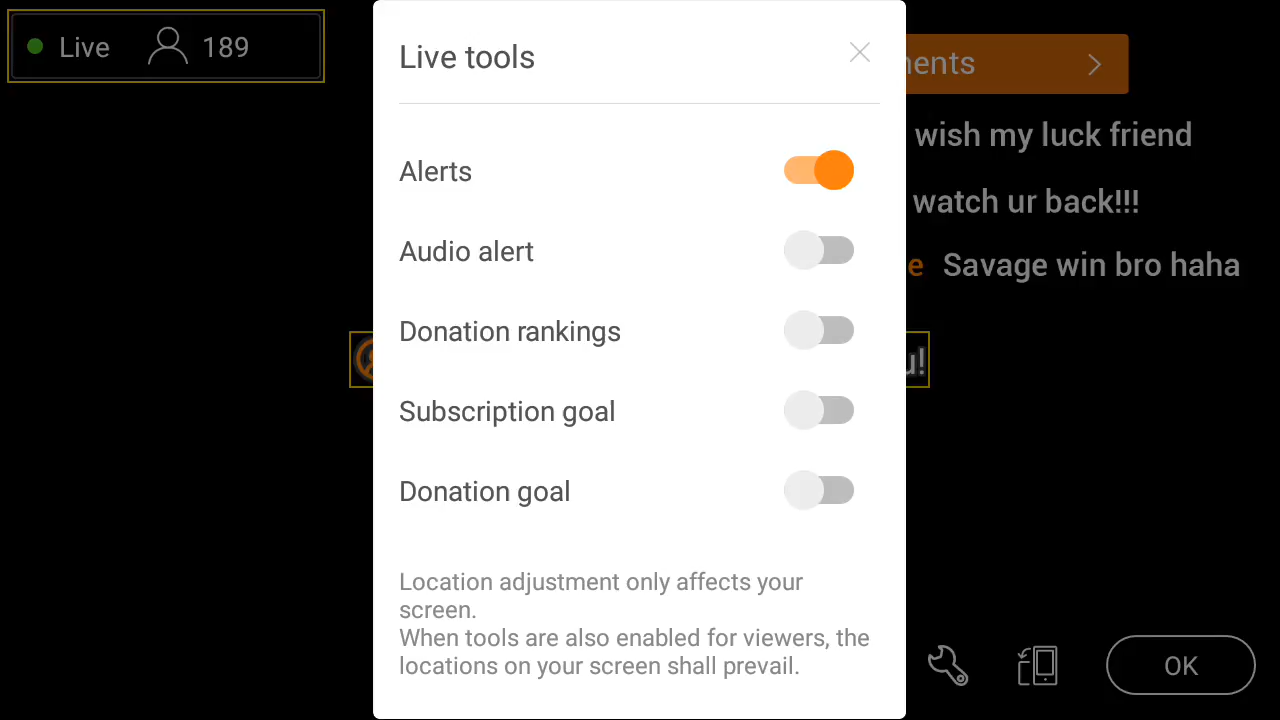 Live 189
Live tools
Alerts
Audio alert
Donation rankings
Subscription goal
Donation goal
Location adjustment only affects your
screen.
When tools are also enabled for viewers, the
locations on your screen shall prevail.
wish my luck friend
watch ur back!!!
Savage win bro haha
OK